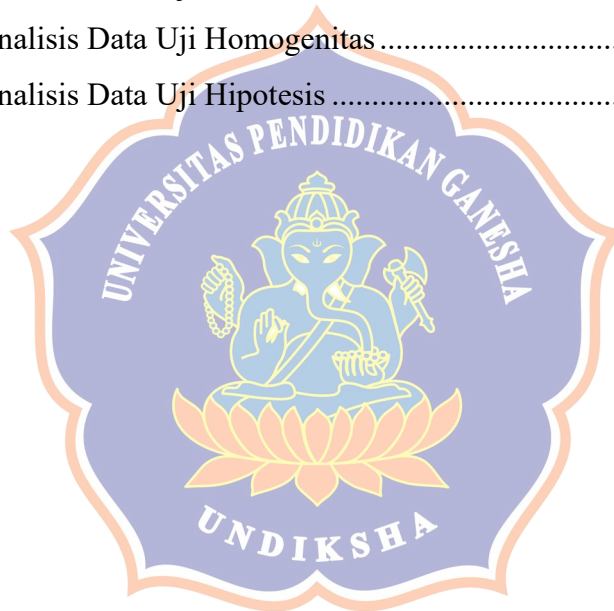 nalisis Data Uji Homogenitas..............................
nalisis Data Uji Hipotesis....................................
UNIVERSITAS PENDIDIKAN GANESHA
UNDIKSHA